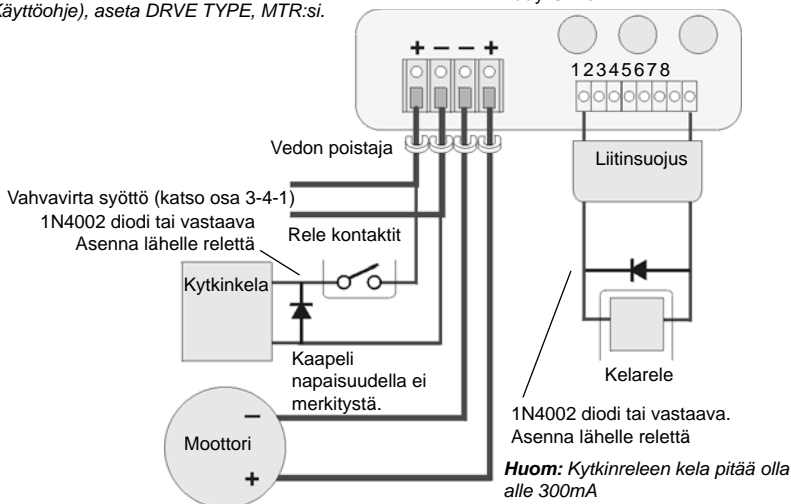 Käyttöohje), aseta DRVE TYPE, MTR:si.
+ − − +
12345678
Vedon poistaja
Liitinsuojus
Vahvavirta syöttö (katso osa 3-4-1)
1N4002 diodi tai vastaava
Asenna lähelle relettä
Rele kontaktit
Kytkinkela
Kaapeli
napaisuudella ei
merkitystä.
Kelarele
Moottori
−
+
1N4002 diodi tai vastaava.
Asenna lähelle relettä
Huom: Kytkinreleen kela pitää olla
alle 300mA